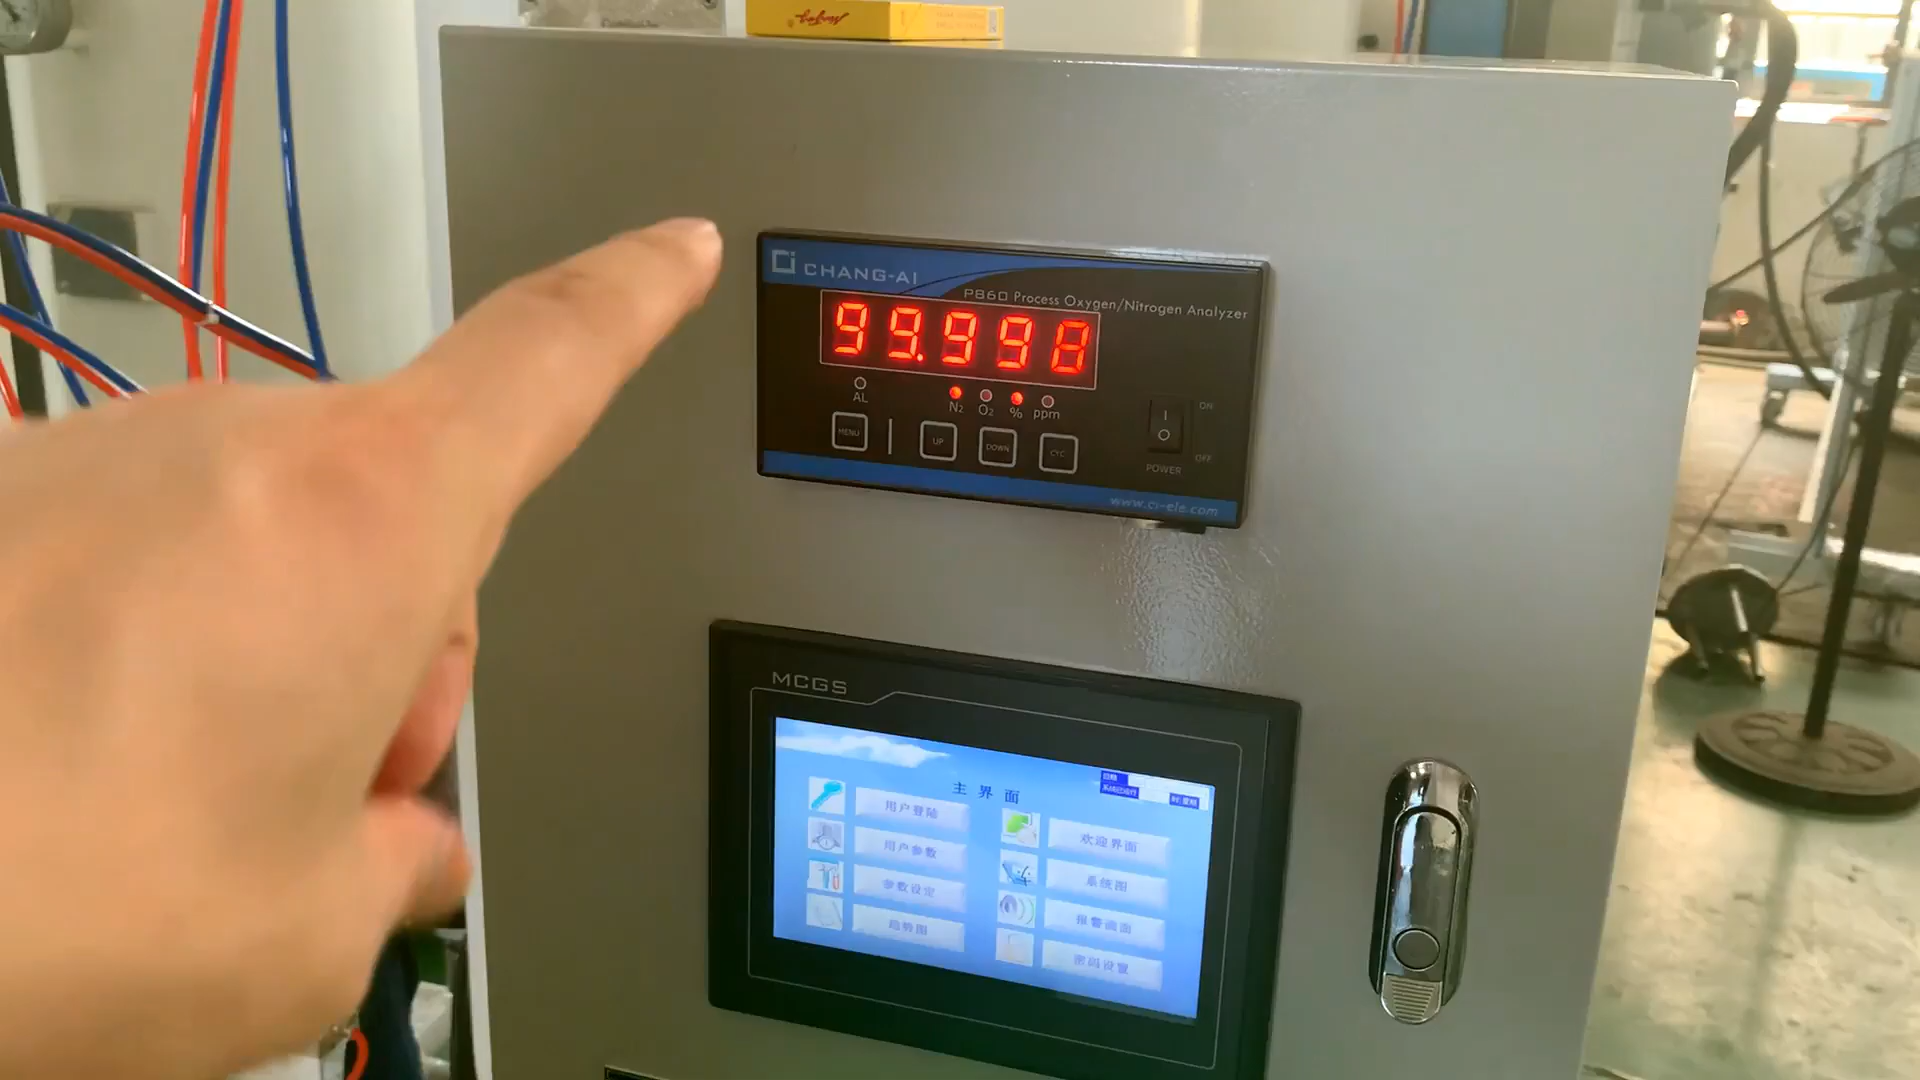 CHANG-AI
P860 Process Oxygen/Nitrogen Analyzer
AL
N2 O2 % ppm
MENU UP DOWN CYC
ON
OFF
POWER
www.ci-ele.com
MCGS
主界面
用户登陆
欢迎界面
用户参数
系统图
参数设定
报警画面
趋势图
密码设置